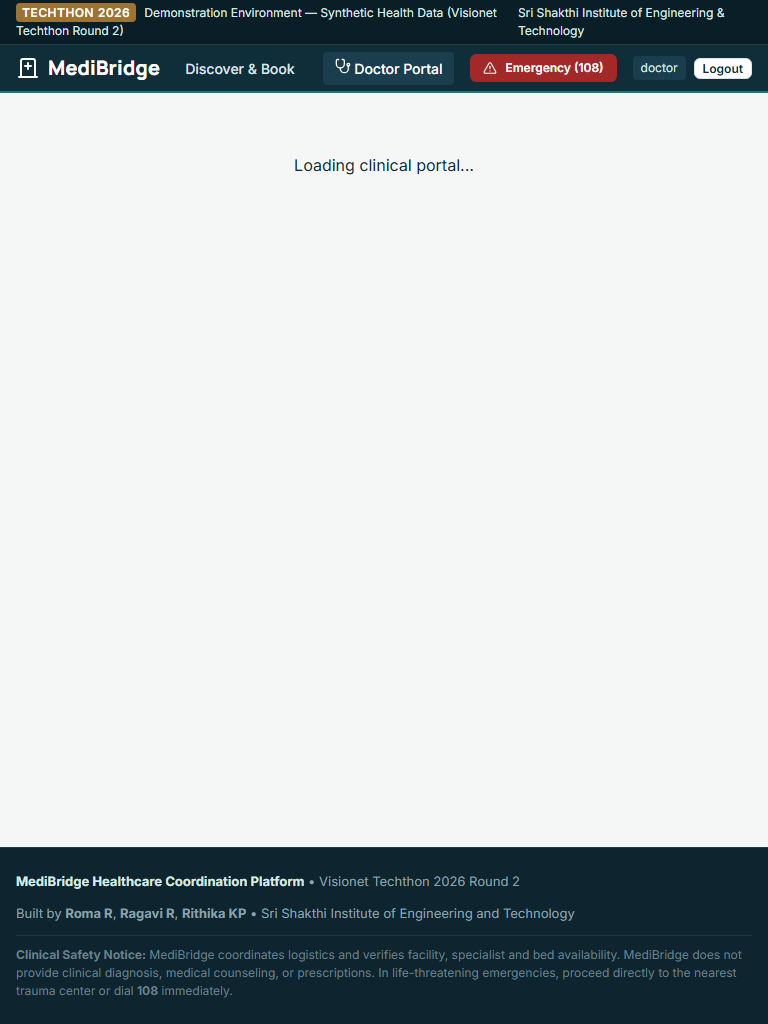 TECHTHON 2026 Demonstration Environment — Synthetic Health Data (Visionet
Techthon Round 2)
Sri Shakthi Institute of Engineering &
Technology
MediBridge
Discover & Book
Doctor Portal
Emergency (108)
doctor
Logout
Loading clinical portal...
MediBridge Healthcare Coordination Platform • Visionet Techthon 2026 Round 2
Built by Roma R, Ragavi R, Rithika KP • Sri Shakthi Institute of Engineering and Technology
Clinical Safety Notice: MediBridge coordinates logistics and verifies facility, specialist and bed availability. MediBridge does not
provide clinical diagnosis, medical counseling, or prescriptions. In life-threatening emergencies, proceed directly to the nearest
trauma center or dial 108 immediately.